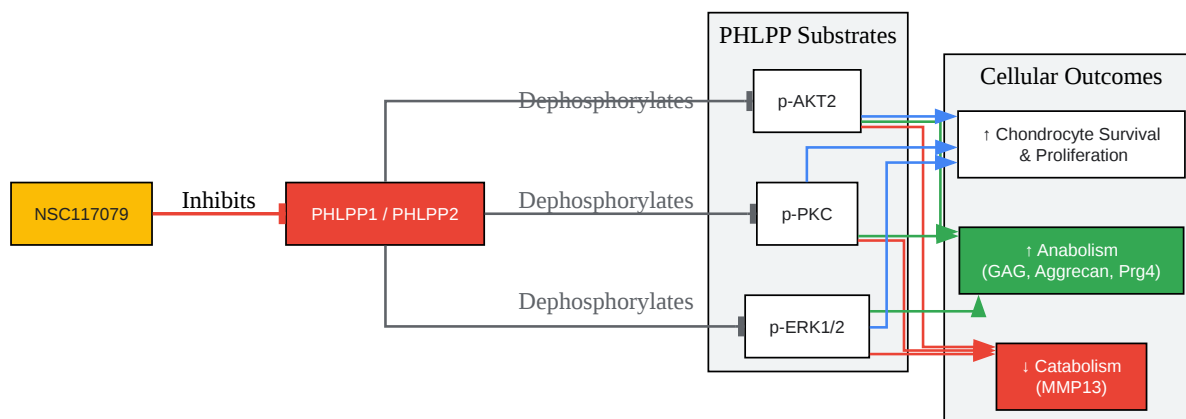 PHLPP Substrates
Cellular Outcomes
Dephosphorylates
p-AKT2
↑ Chondrocyte Survival
& Proliferation
NSC117079
Inhibits
PHLPP1 / PHLPP2
Dephosphorylates
p-PKC
↑ Anabolism
(GAG, Aggrecan, Prg4)
Dephosphorylates
p-ERK1/2
↓ Catabolism
(MMP13)